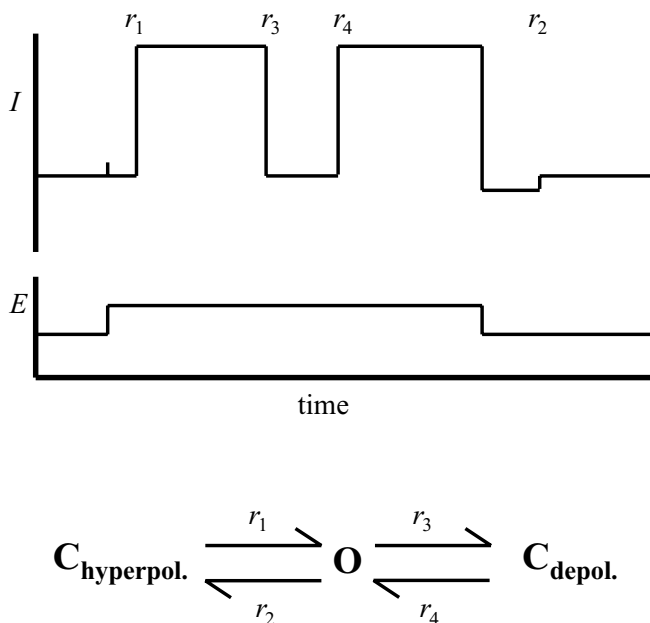 r1 r3 r4 r2
I
E
time
r1 r3
Chyperpol. O Cdepol.
r2 r4